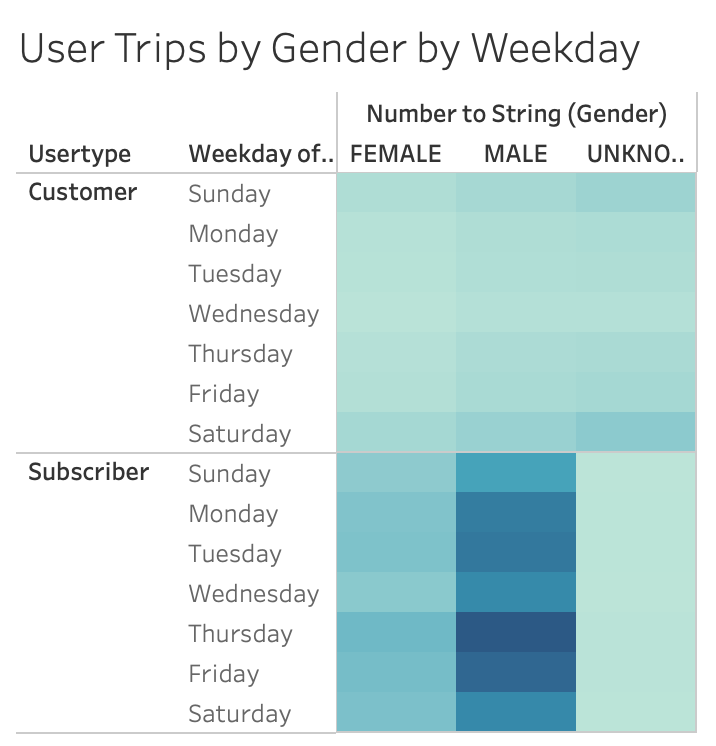 User Trips by Gender by Weekday
Number to String (Gender)
Usertype Weekday of.. FEMALE MALE UNKNO..
Customer Sunday
Monday
Tuesday
Wednesday
Thursday
Friday
Saturday
Subscriber Sunday
Monday
Tuesday
Wednesday
Thursday
Friday
Saturday